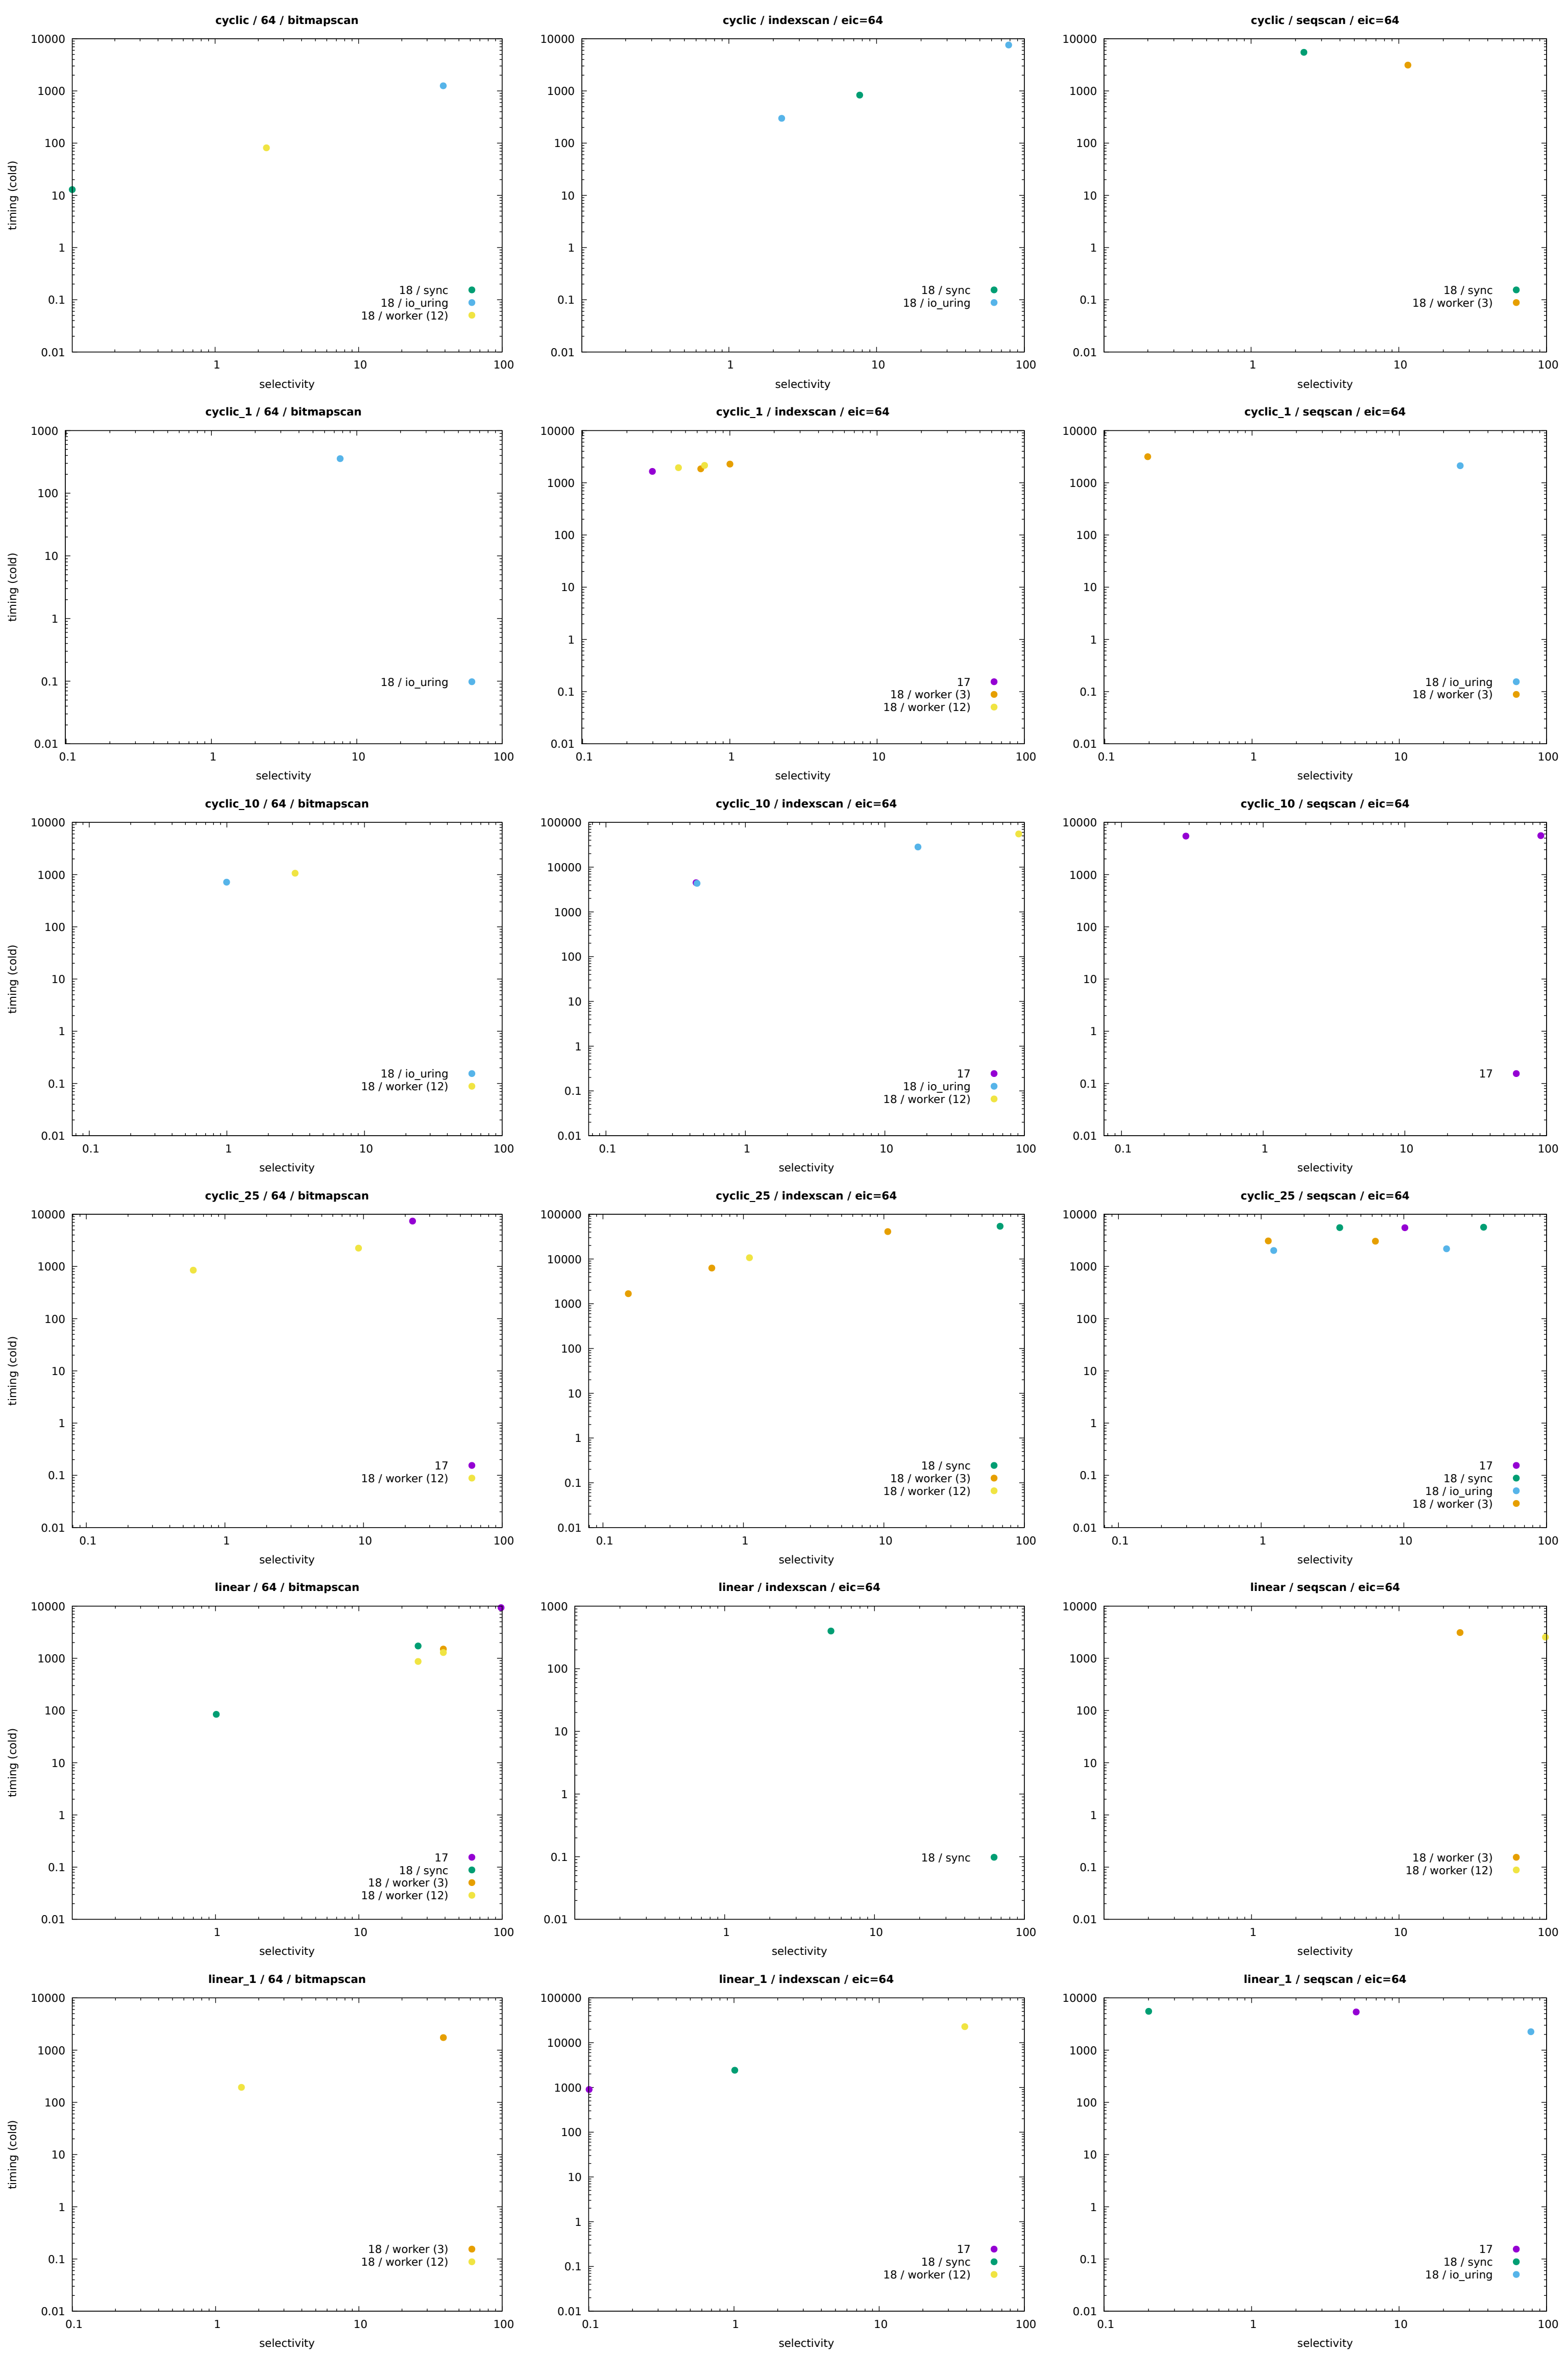 cyclic / 64 / bitmapscan
10000
1000
100
10
1
0.1
0.01
timing (cold)
18 / sync
18 / io_uring
18 / worker (12)
1
10
100
selectivity
cyclic / indexscan / eic=64
10000
1000
100
10
1
0.1
0.01
18 / sync
18 / io_uring
1
10
100
selectivity
cyclic / seqscan / eic=64
10000
1000
100
10
1
0.1
0.01
18 / sync
18 / worker (3)
1
10
100
selectivity
cyclic_1 / 64 / bitmapscan
1000
100
10
1
0.1
0.01
timing (cold)
18 / io_uring
0.1
1
10
100
selectivity
cyclic_1 / indexscan / eic=64
10000
1000
100
10
1
0.1
0.01
17
18 / worker (3)
18 / worker (12)
0.1
1
10
100
selectivity
cyclic_1 / seqscan / eic=64
10000
1000
100
10
1
0.1
0.01
18 / io_uring
18 / worker (3)
0.1
1
10
100
selectivity
cyclic_10 / 64 / bitmapscan
10000
1000
100
10
1
0.1
0.01
timing (cold)
18 / io_uring
18 / worker (12)
0.1
1
10
100
selectivity
cyclic_10 / indexscan / eic=64
100000
10000
1000
100
10
1
0.1
0.01
17
18 / io_uring
18 / worker (12)
0.1
1
10
100
selectivity
cyclic_10 / seqscan / eic=64
10000
1000
100
10
1
0.1
0.01
17
0.1
1
10
100
selectivity
cyclic_25 / 64 / bitmapscan
10000
1000
100
10
1
0.1
0.01
timing (cold)
17
18 / worker (12)
0.1
1
10
100
selectivity
cyclic_25 / indexscan / eic=64
100000
10000
1000
100
10
1
0.1
0.01
18 / sync
18 / worker (3)
18 / worker (12)
0.1
1
10
100
selectivity
cyclic_25 / seqscan / eic=64
10000
1000
100
10
1
0.1
0.01
17
18 / sync
18 / io_uring
18 / worker (3)
0.1
1
10
100
selectivity
linear / 64 / bitmapscan
10000
1000
100
10
1
0.1
0.01
timing (cold)
17
18 / sync
18 / worker (3)
18 / worker (12)
1
10
100
selectivity
linear / indexscan / eic=64
1000
100
10
1
0.1
0.01
18 / sync
1
10
100
selectivity
linear / seqscan / eic=64
10000
1000
100
10
1
0.1
0.01
18 / worker (3)
18 / worker (12)
1
10
100
selectivity
linear_1 / 64 / bitmapscan
10000
1000
100
10
1
0.1
0.01
timing (cold)
18 / worker (3)
18 / worker (12)
1
10
100
selectivity
linear_1 / indexscan / eic=64
100000
10000
1000
100
10
1
0.1
0.01
17
18 / sync
18 / worker (12)
0.1
1
10
100
selectivity
linear_1 / seqscan / eic=64
10000
1000
100
10
1
0.1
0.01
17
18 / sync
18 / io_uring
0.1
1
10
100
selectivity